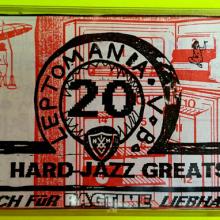 LEPTOMANIA V.B.
20
HARD-JAZZ GREATS
CH FÜR RAGTIME LIEBHA